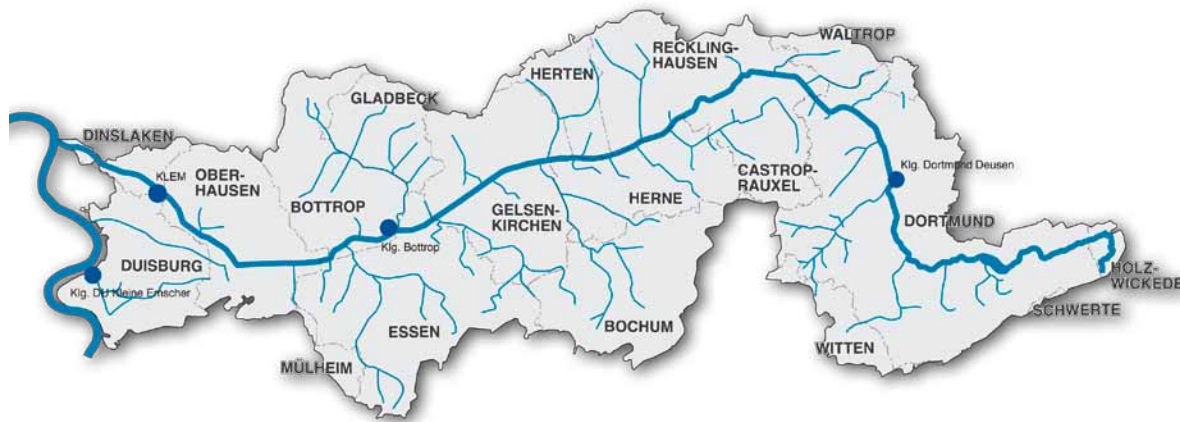 WALTROP
RECKLING-
HAUSEN
HERTEN
GLADBECK
DINSLAKEN
KLEM
OBER-
HAUSEN
BOTTROP
Klg. Bottrop
GELSEN-
KIRCHEN
HERNE
CASTROP-
RAUXEL
Klg. Dortmund Deusen
DORTMUND
DUISBURG
Klg. DU Kleine Emscher
HOLZ-
WICKEDE
SCHWERTE
ESSEN
BOCHUM
WITTEN
MÜLHEIM